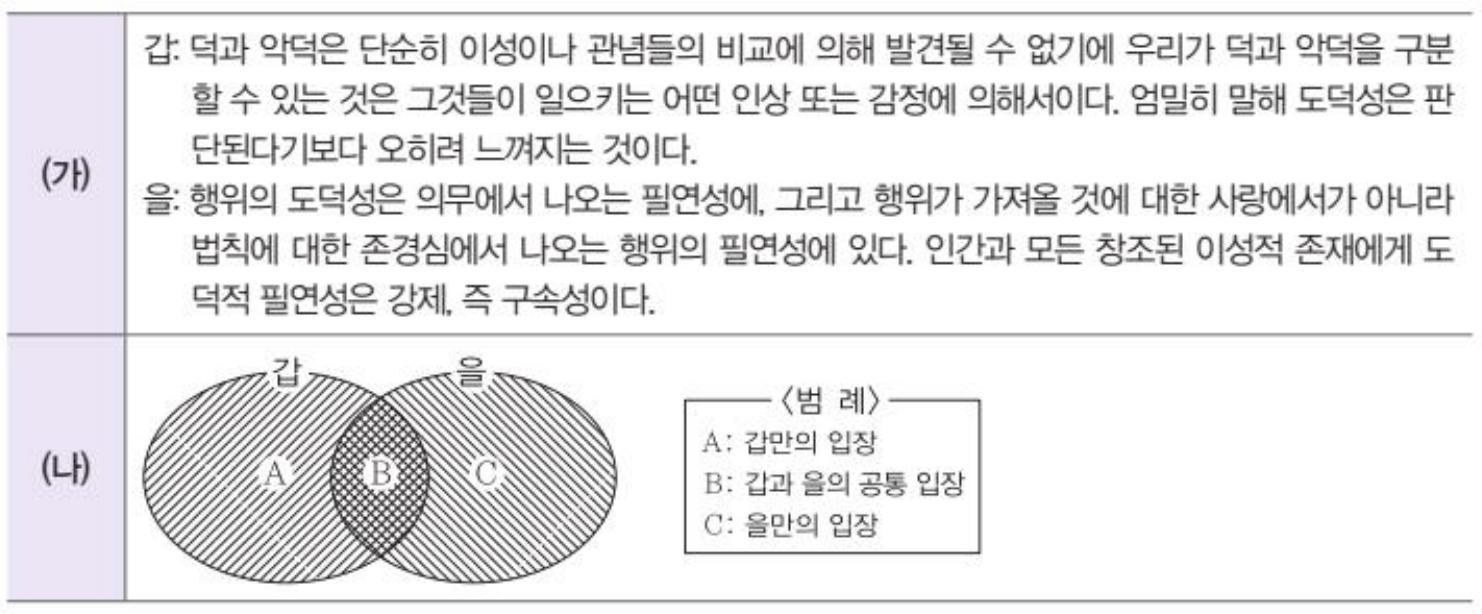 (가)
갑: 덕과 악덕은 단순히 이성이나 관념들의 비교에 의해 발견될 수 없기에 우리가 덕과 악덕을 구분
할 수 있는 것은 그것들이 일으키는 어떤 인상 또는 감정에 의해서이다. 엄밀히 말해 도덕성은 판
단된다기보다 오히려 느껴지는 것이다.
을: 행위의 도덕성은 의무에서 나오는 필연성에, 그리고 행위가 가져올 것에 대한 사랑에서가 아니라
법칙에 대한 존경심에서 나오는 행위의 필연성에 있다. 인간과 모든 창조된 이성적 존재에게 도
덕적 필연성은 강제, 즉 구속성이다.
(나)
갑 을
A B C
〈범 례〉
A: 갑만의 입장
B: 갑과 을의 공통 입장
C: 을만의 입장